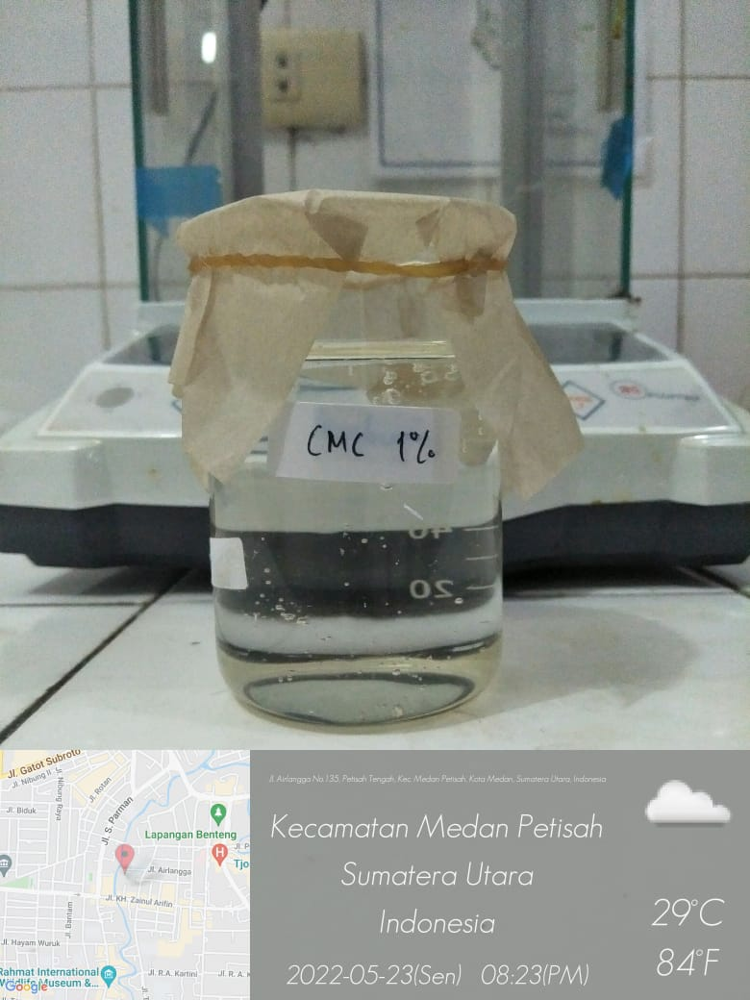 CMC 1%
40
20
Jl. Gatot Subroto
Jl. Nibung II
Jl. Nibung Raya
Jl. Rotan
Jl. Biduk
Jl. S. Parman
Lapangan Benteng
Jl. Airlangga
Jl. KH. Zainul Arifin
Jl. Bantam
Jl. Hayam Wuruk
Rahmat International
Wildlife Museum &...
Google
Jl. R.A. Kartini
Jl. Airlangga No.135, Petisah Tengah, Kec. Medan Petisah, Kota Medan, Sumatera Utara, Indonesia
Kecamatan Medan Petisah
Sumatera Utara
Indonesia
2022-05-23(Sen) 08:23(PM)
29°C
84°F